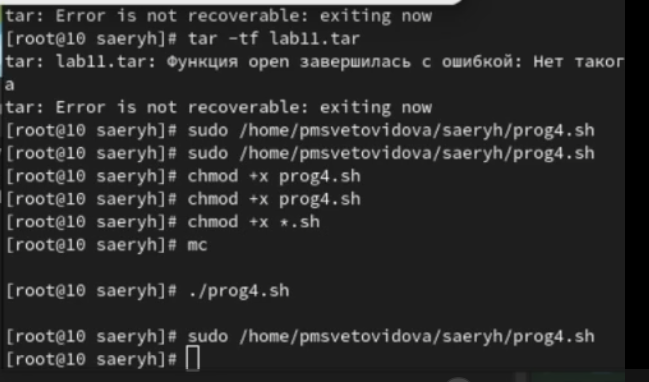 tar: Error is not recoverable: exiting now
[root@10 saeryh]# tar -tf lab11.tar
tar: lab11.tar: Функция open завершилась с ошибкой: Нет таког
а
tar: Error is not recoverable: exiting now
[root@10 saeryh]# sudo /home/pmsvetovidova/saeryh/prog4.sh
[root@10 saeryh]# sudo /home/pmsvetovidova/saeryh/prog4.sh
[root@10 saeryh]# chmod +x prog4.sh
[root@10 saeryh]# chmod +x prog4.sh
[root@10 saeryh]# chmod +x *.sh
[root@10 saeryh]# mc
[root@10 saeryh]# ./prog4.sh
[root@10 saeryh]# sudo /home/pmsvetovidova/saeryh/prog4.sh
[root@10 saeryh]#